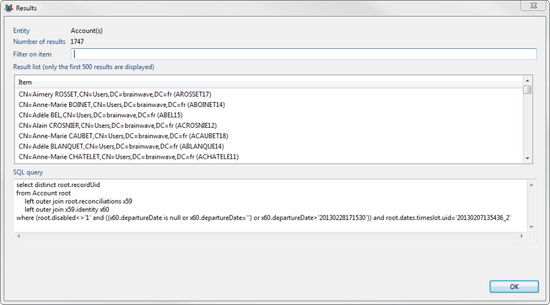 Results
Entity Account(s)
Number of results 1747
Filter on item
Result list (only the first 500 results are displayed)
Item
CN=Aimery ROSSET,CN=Users,DC=brainwave,DC=fr (AROSSET17)
CN=Anne-Marie BOINET,CN=Users,DC=brainwave,DC=fr (ABOINET14)
CN=Adèle BEL,CN=Users,DC=brainwave,DC=fr (ABEL15)
CN=Alain CROSNIER,CN=Users,DC=brainwave,DC=fr (ACROSNIE12)
CN=Anne-Marie CAUBET,CN=Users,DC=brainwave,DC=fr (ACAUBET18)
CN=Adèle BLANQUET,CN=Users,DC=brainwave,DC=fr (ABLANQUE14)
CN=Anne-Marie CHATELET,CN=Users,DC=brainwave,DC=fr (ACHATELE11)
SQL query
select distinct root.recordUid
from Account root
left outer join root.reconciliations x59
left outer join x59.identity x60
where (root.disabled<>'1' and ((x60.departureDate is null or x60.departureDate='') or x60.departureDate>'20130228171530')) and root.dates.timeslot.uid='20130207135436_2'
OK